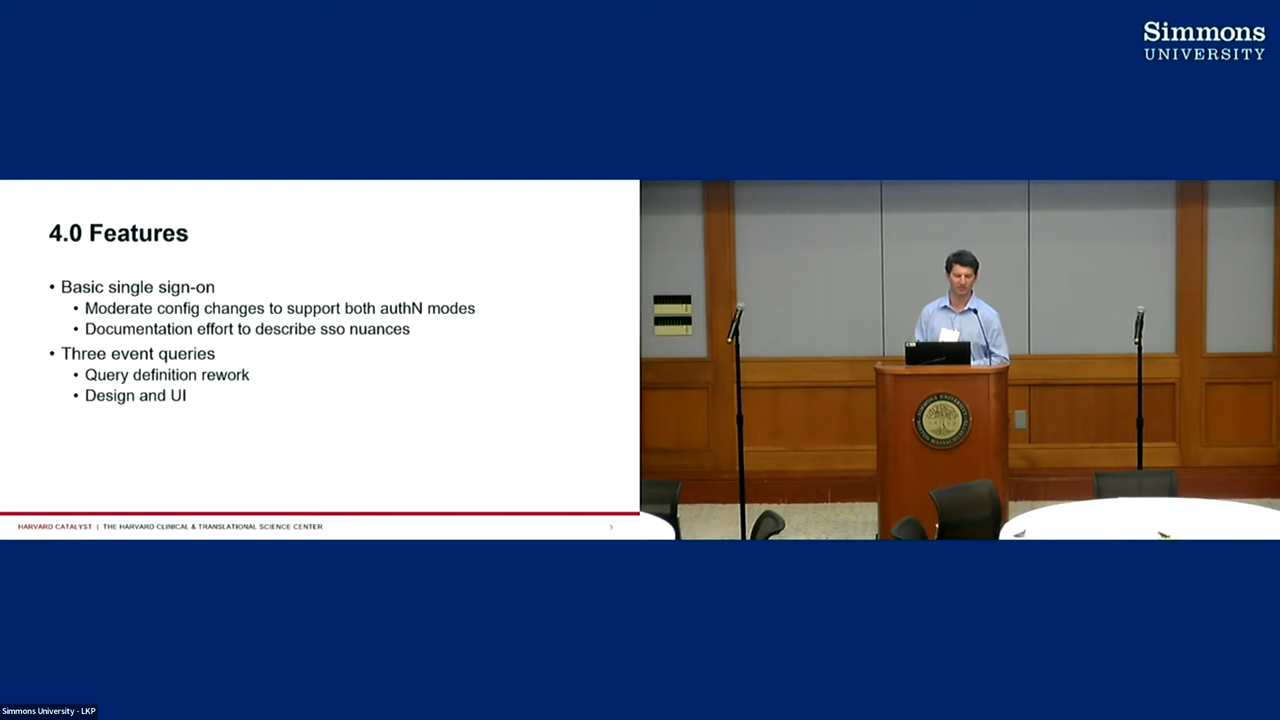 Simmons
UNIVERSITY
4.0 Features
• Basic single sign-on
• Moderate config changes to support both authN modes
• Documentation effort to describe sso nuances
• Three event queries
• Query definition rework
• Design and UI
HARVARD CATALYST | THE HARVARD CLINICAL & TRANSLATIONAL SCIENCE CENTER
3
Simmons University - LKP